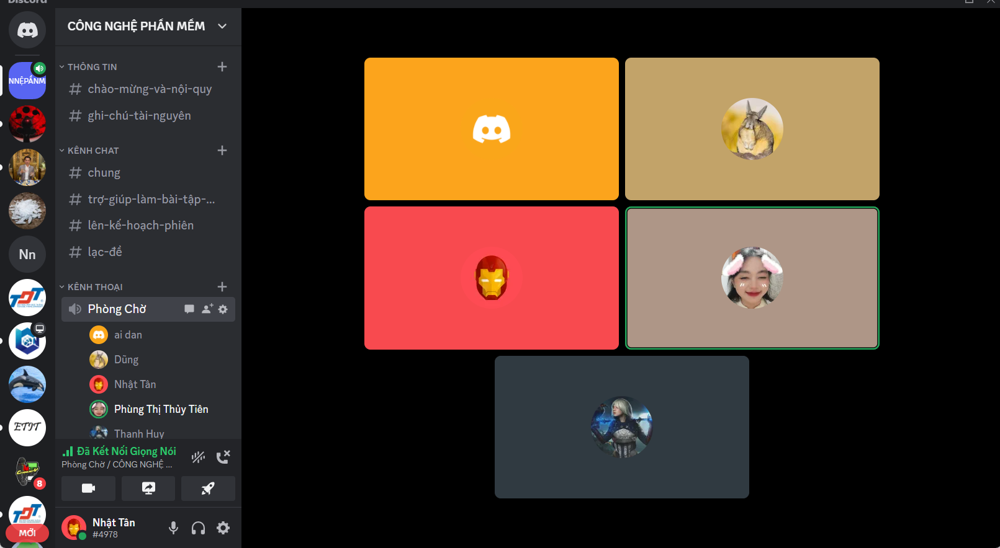 Discord
CÔNG NGHỆ PHẦN MỀM
NNỆPẦNM
THÔNG TIN
chào-mừng-và-nội-quy
ghi-chú-tài-nguyên
KÊNH CHAT
chung
trợ-giúp-làm-bài-tập-...
lên-kế-hoạch-phiên
lạc-đề
Nn
KÊNH THOẠI
Phòng Chờ
ai dan
Dũng
Nhật Tân
Phùng Thị Thủy Tiên
Thanh Huy
TDT
ETIT
8
TDT
MỚI
Đã Kết Nối Giọng Nói
Phòng Chờ / CÔNG NGHỆ ...
Nhật Tân
#4978